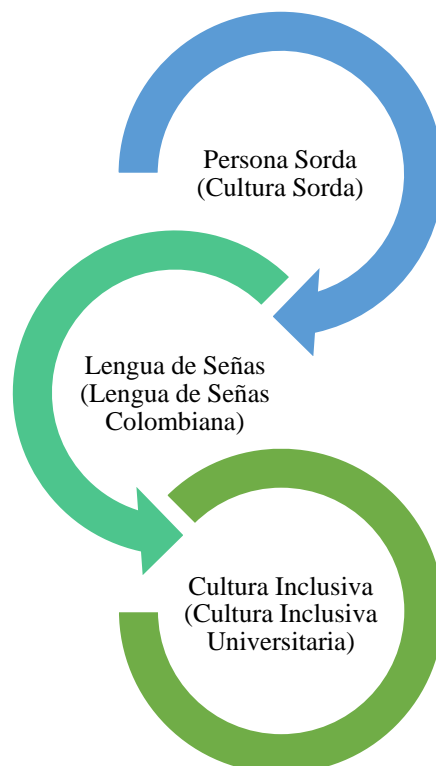 Persona Sorda
(Cultura Sorda)
Lengua de Señas
(Lengua de Señas
Colombiana)
Cultura Inclusiva
(Cultura Inclusiva
Universitaria)